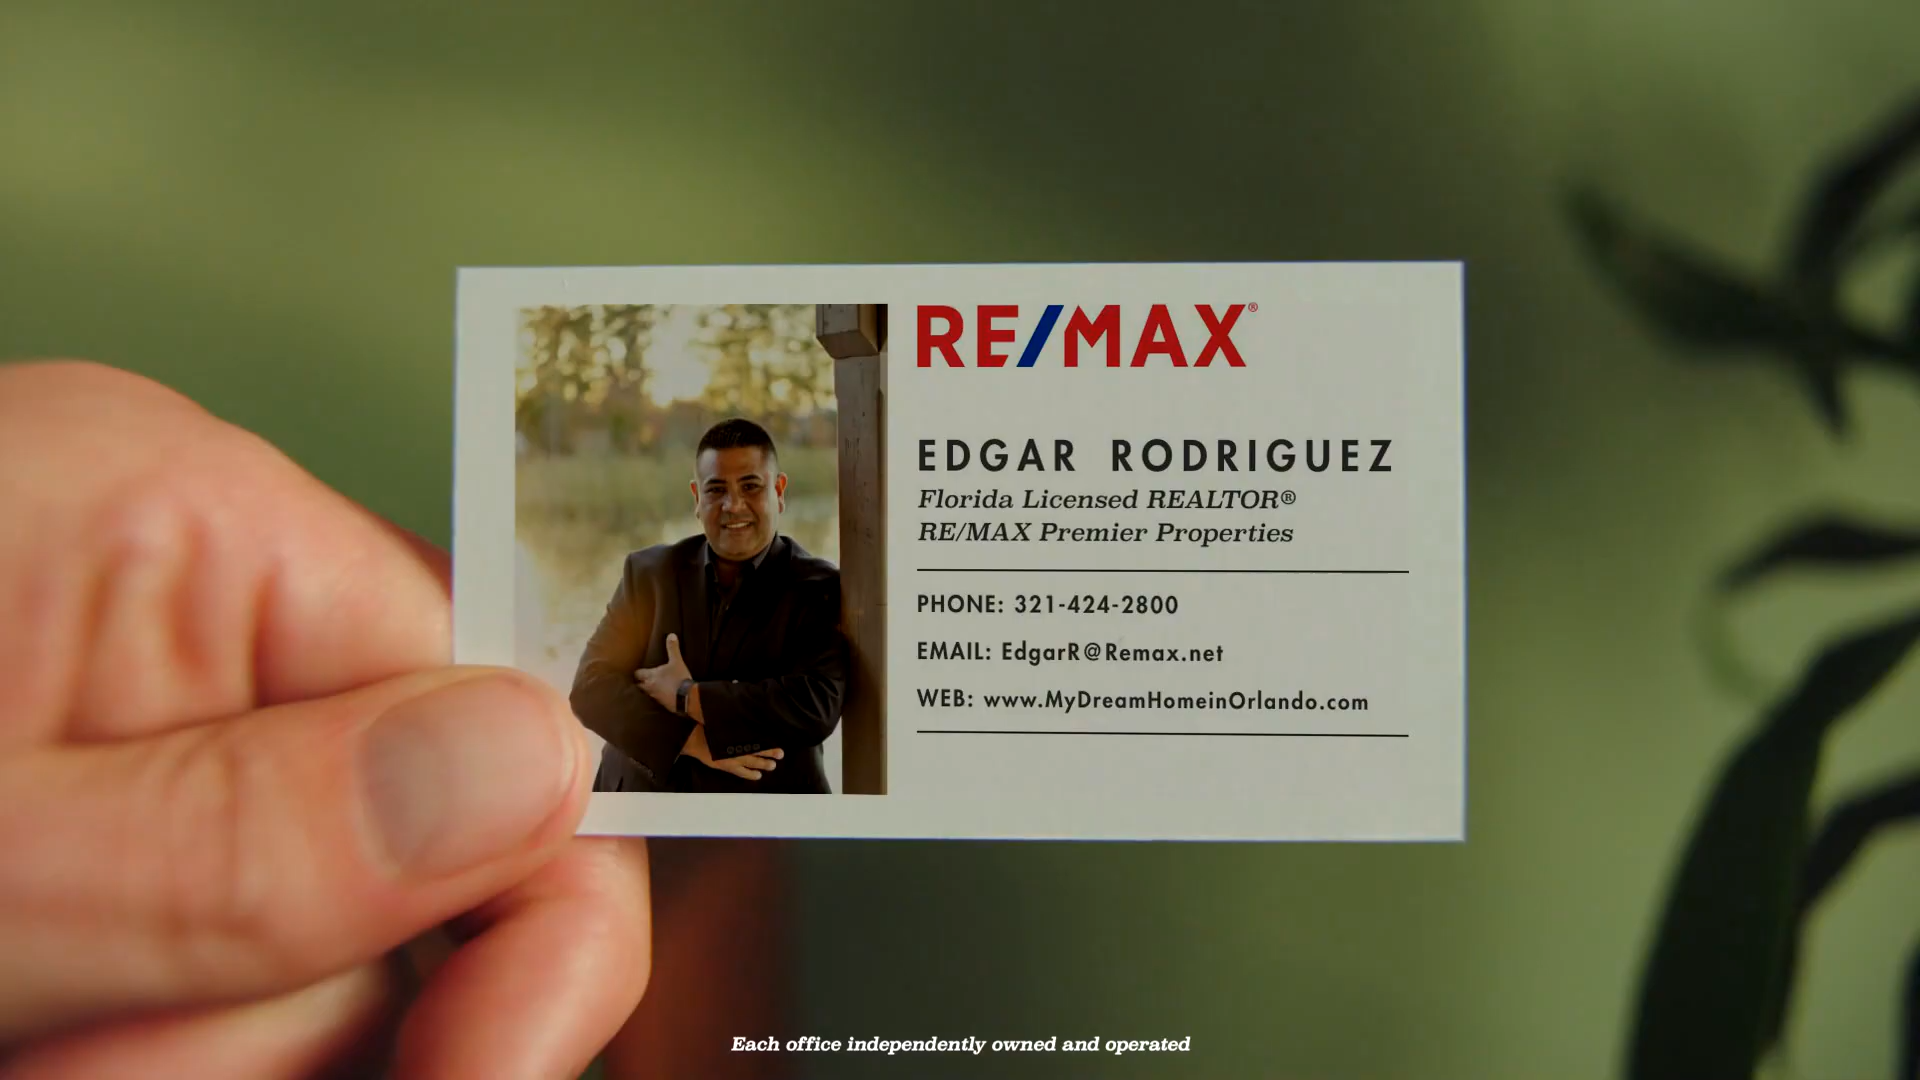 RE/MAX®
EDGAR RODRIGUEZ
Florida Licensed REALTOR®
RE/MAX Premier Properties
PHONE: 321-424-2800
EMAIL: EdgarR@Remax.net
WEB: www.MyDreamHomeinOrlando.com
Each office independently owned and operated